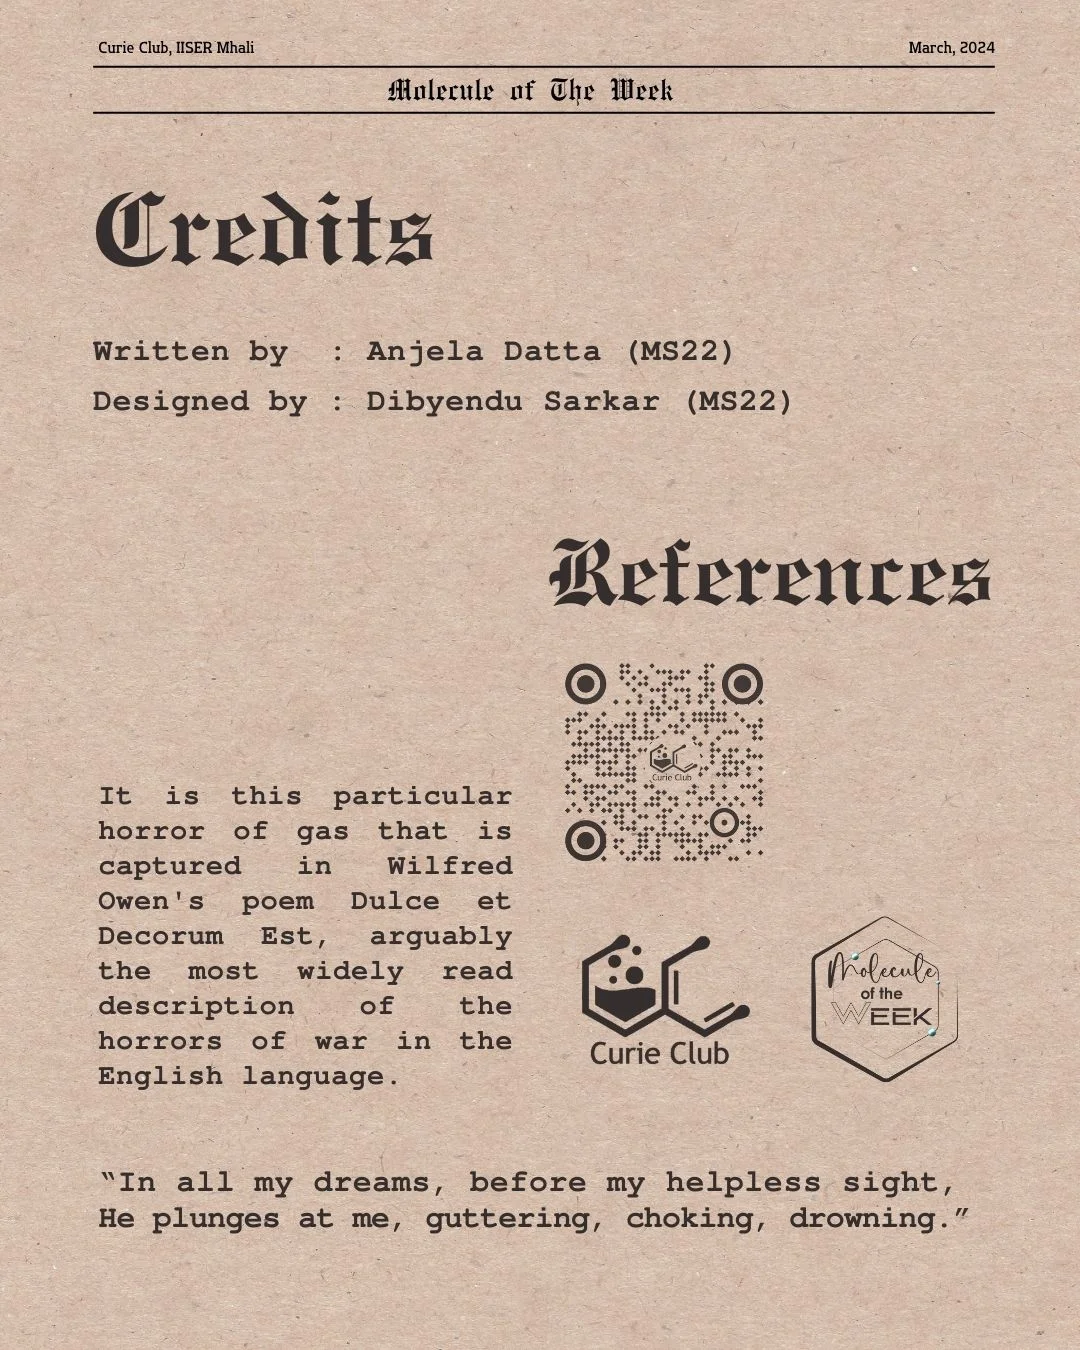 Curie Club, IISER Mhali
March, 2024
Molecule of The Week
Credits
Written by : Anjela Datta (MS22)
Designed by : Dibyendu Sarkar (MS22)
References
Curie Club
It is this particular
horror of gas that is
captured in Wilfred
Owen's poem Dulce et
Decorum Est, arguably
the most widely read
description of the
horrors of war in the
English language.
Curie Club
Molecule
of the
WEEK
“In all my dreams, before my helpless sight,
He plunges at me, guttering, choking, drowning.”